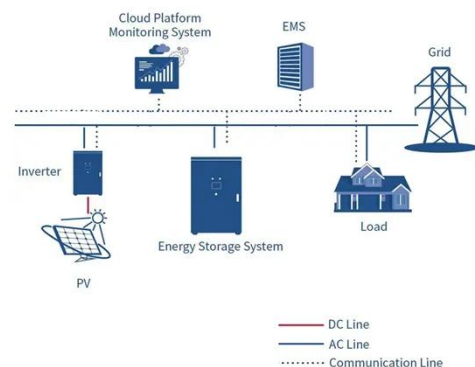 Cloud Platform
Monitoring System
EMS
Grid
Inverter
Energy Storage System
Load
PV
DC Line
AC Line
Communication Line